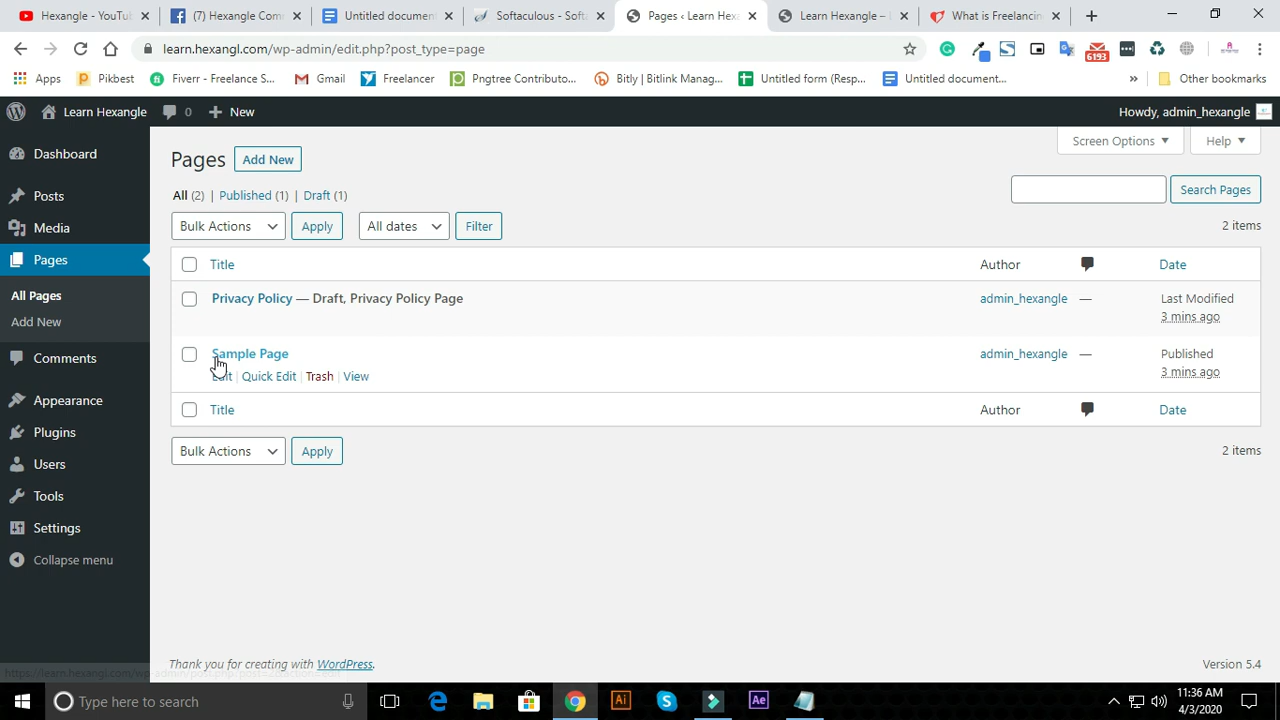 Hexangle - YouTu
(7) Hexangle Com
Untitled documen
Softaculous - Soft
Pages ‹ Learn Hex
Learn Hexangle –
What is Freelancin
learn.hexangl.com/wp-admin/edit.php?post_type=page
6193
Apps
Pikbest
Fiverr - Freelance S...
Gmail
Freelancer
Pngtree Contributo...
Bitly | Bitlink Manag...
Untitled form (Resp...
Untitled document...
»
Other bookmarks
Learn Hexangle
0
New
Howdy, admin_hexangle
Dashboard
Posts
Media
Pages
All Pages
Add New
Comments
Appearance
Plugins
Users
Tools
Settings
Collapse menu
Screen Options
Help
Pages
Add New
All (2) | Published (1) | Draft (1)
Search Pages
Bulk Actions
Apply
All dates
Filter
2 items
Title
Author
Date
Privacy Policy — Draft, Privacy Policy Page
admin_hexangle
—
Last Modified
3 mins ago
Sample Page
admin_hexangle
—
Published
3 mins ago
Edit | Quick Edit | Trash | View
Title
Author
Date
Bulk Actions
Apply
2 items
Thank you for creating with WordPress.
Version 5.4
Type here to search
11:36 AM
4/3/2020